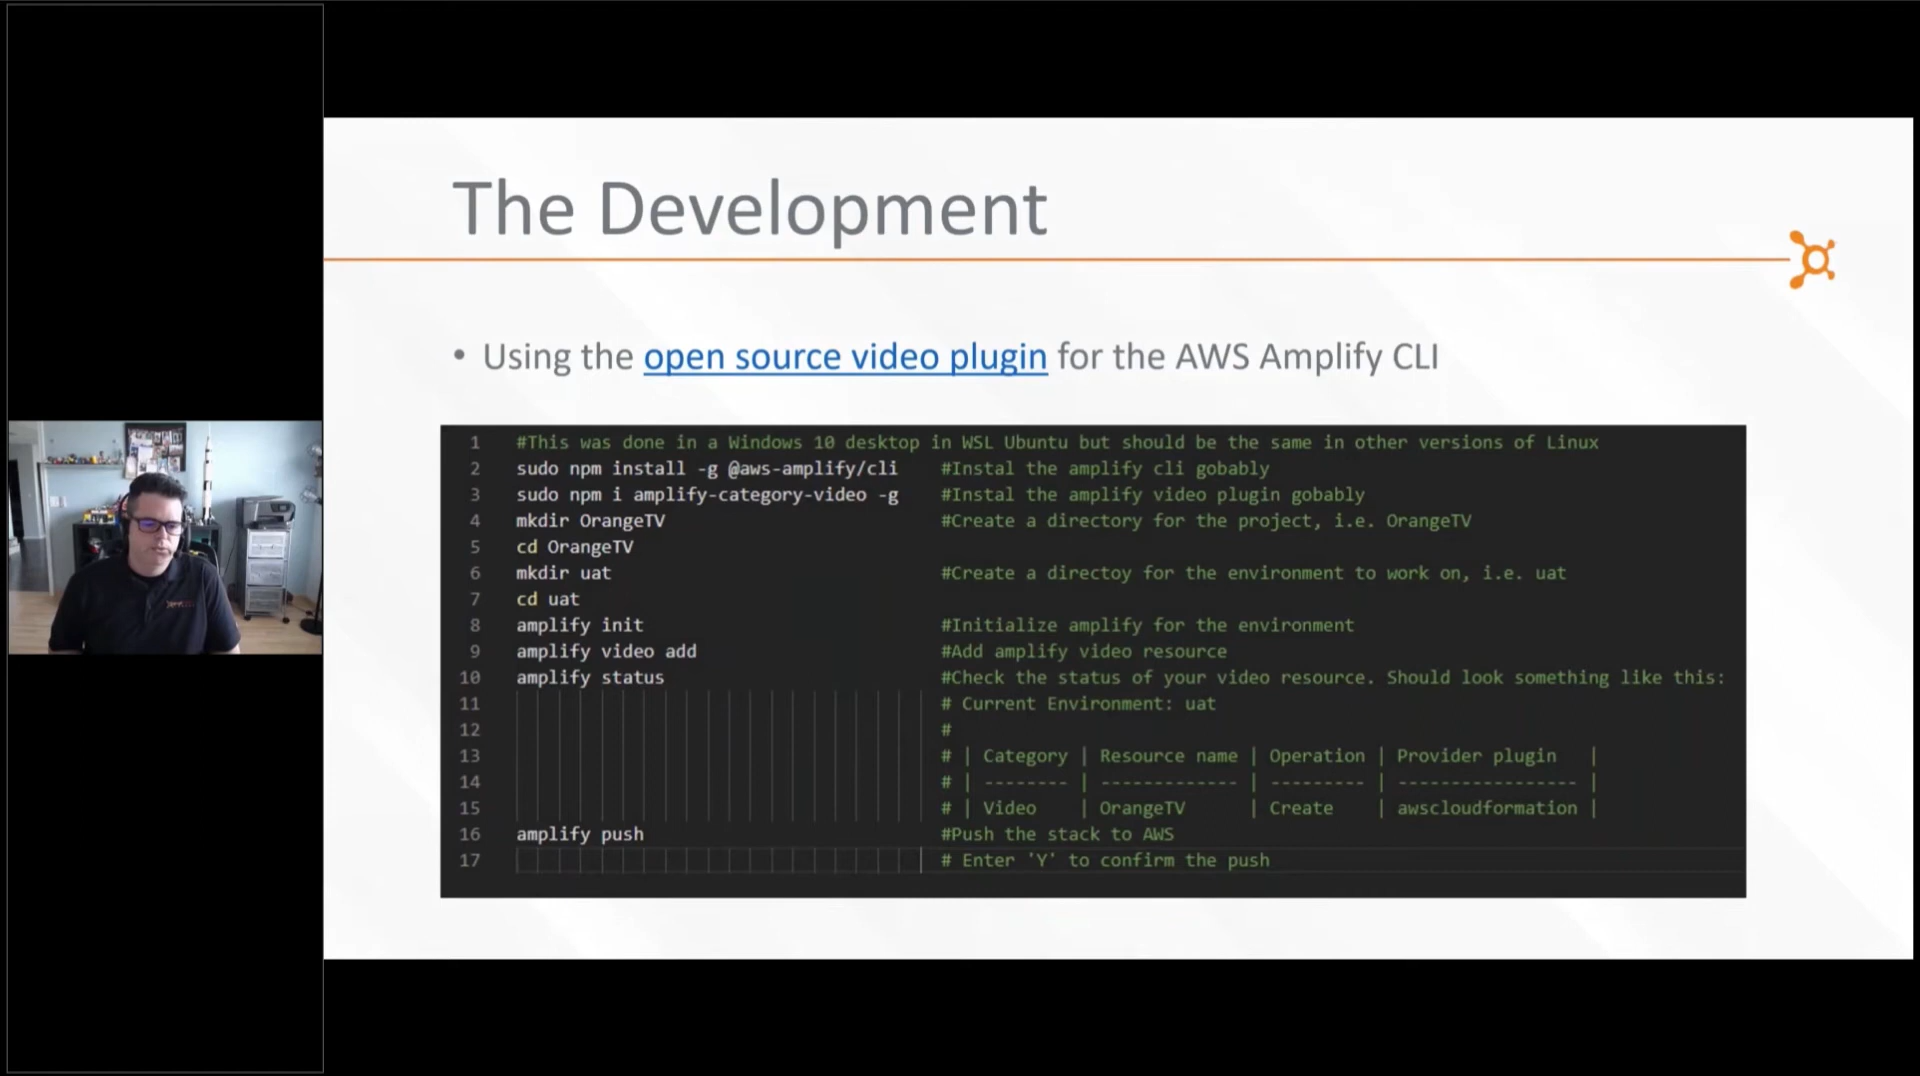 The Development
• Using the open source video plugin for the AWS Amplify CLI
1 #This was done in a Windows 10 desktop in WSL Ubuntu but should be the same in other versions of Linux
2 sudo npm install -g @aws-amplify/cli #Instal the amplify cli gobably
3 sudo npm i amplify-category-video -g #Instal the amplify video plugin gobably
4 mkdir OrangeTV #Create a directory for the project, i.e. OrangeTV
5 cd OrangeTV
6 mkdir uat #Create a directoy for the environment to work on, i.e. uat
7 cd uat
8 amplify init #Initialize amplify for the environment
9 amplify video add #Add amplify video resource
10 amplify status #Check the status of your video resource. Should look something like this:
11 # Current Environment: uat
12 #
13 # | Category | Resource name | Operation | Provider plugin |
14 # | -------- | ------------- | --------- | ----------------- |
15 # | Video | OrangeTV | Create | awscloudformation |
16 amplify push #Push the stack to AWS
17 # Enter 'Y' to confirm the push